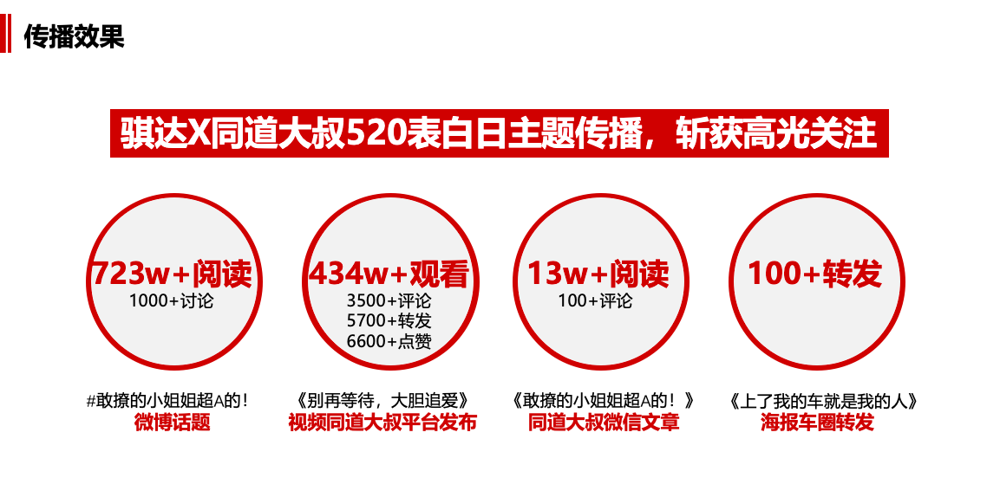 传播效果
骐达X同道大叔520表白日主题传播，斩获高光关注
723w+阅读
1000+讨论
#敢撩的小姐姐超A的！
微博话题
434w+观看
3500+评论
5700+转发
6600+点赞
《别再等待，大胆追爱》
视频同道大叔平台发布
13w+阅读
100+评论
《敢撩的小姐姐超A的！》
同道大叔微信文章
100+转发
《上了我的车就是我的人》
海报车圈转发